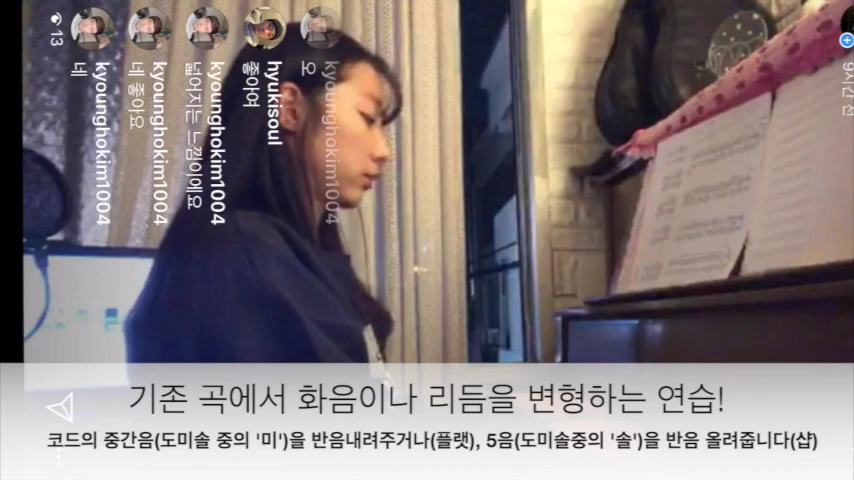 13
kyounghokim1004
네
kyounghokim1004
네 좋아요
kyounghokim1004
넓어지는 느낌이에요
hyukisoul
좋아여
kyounghokim1004
오
9시간 전
기존 곡에서 화음이나 리듬을 변형하는 연습!
코드의 중간음(도미솔 중의 '미')을 반음내려주거나(플랫), 5음(도미솔중의 '솔')을 반음 올려줍니다(샵)